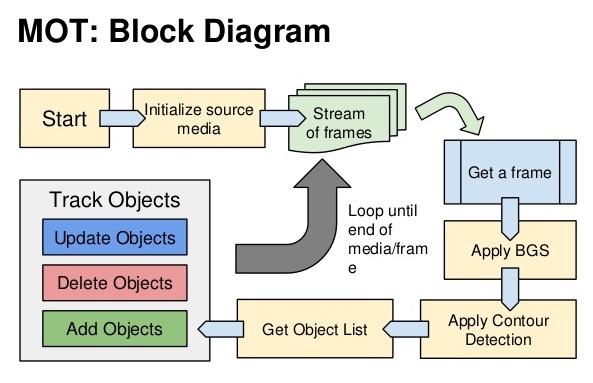 MOT: Block Diagram
Start
Initialize source
media
Stream
of frames
Get a frame
Apply BGS
Apply Contour
Detection
Get Object List
Track Objects
Update Objects
Delete Objects
Add Objects
Loop until
end of
media/fram
e